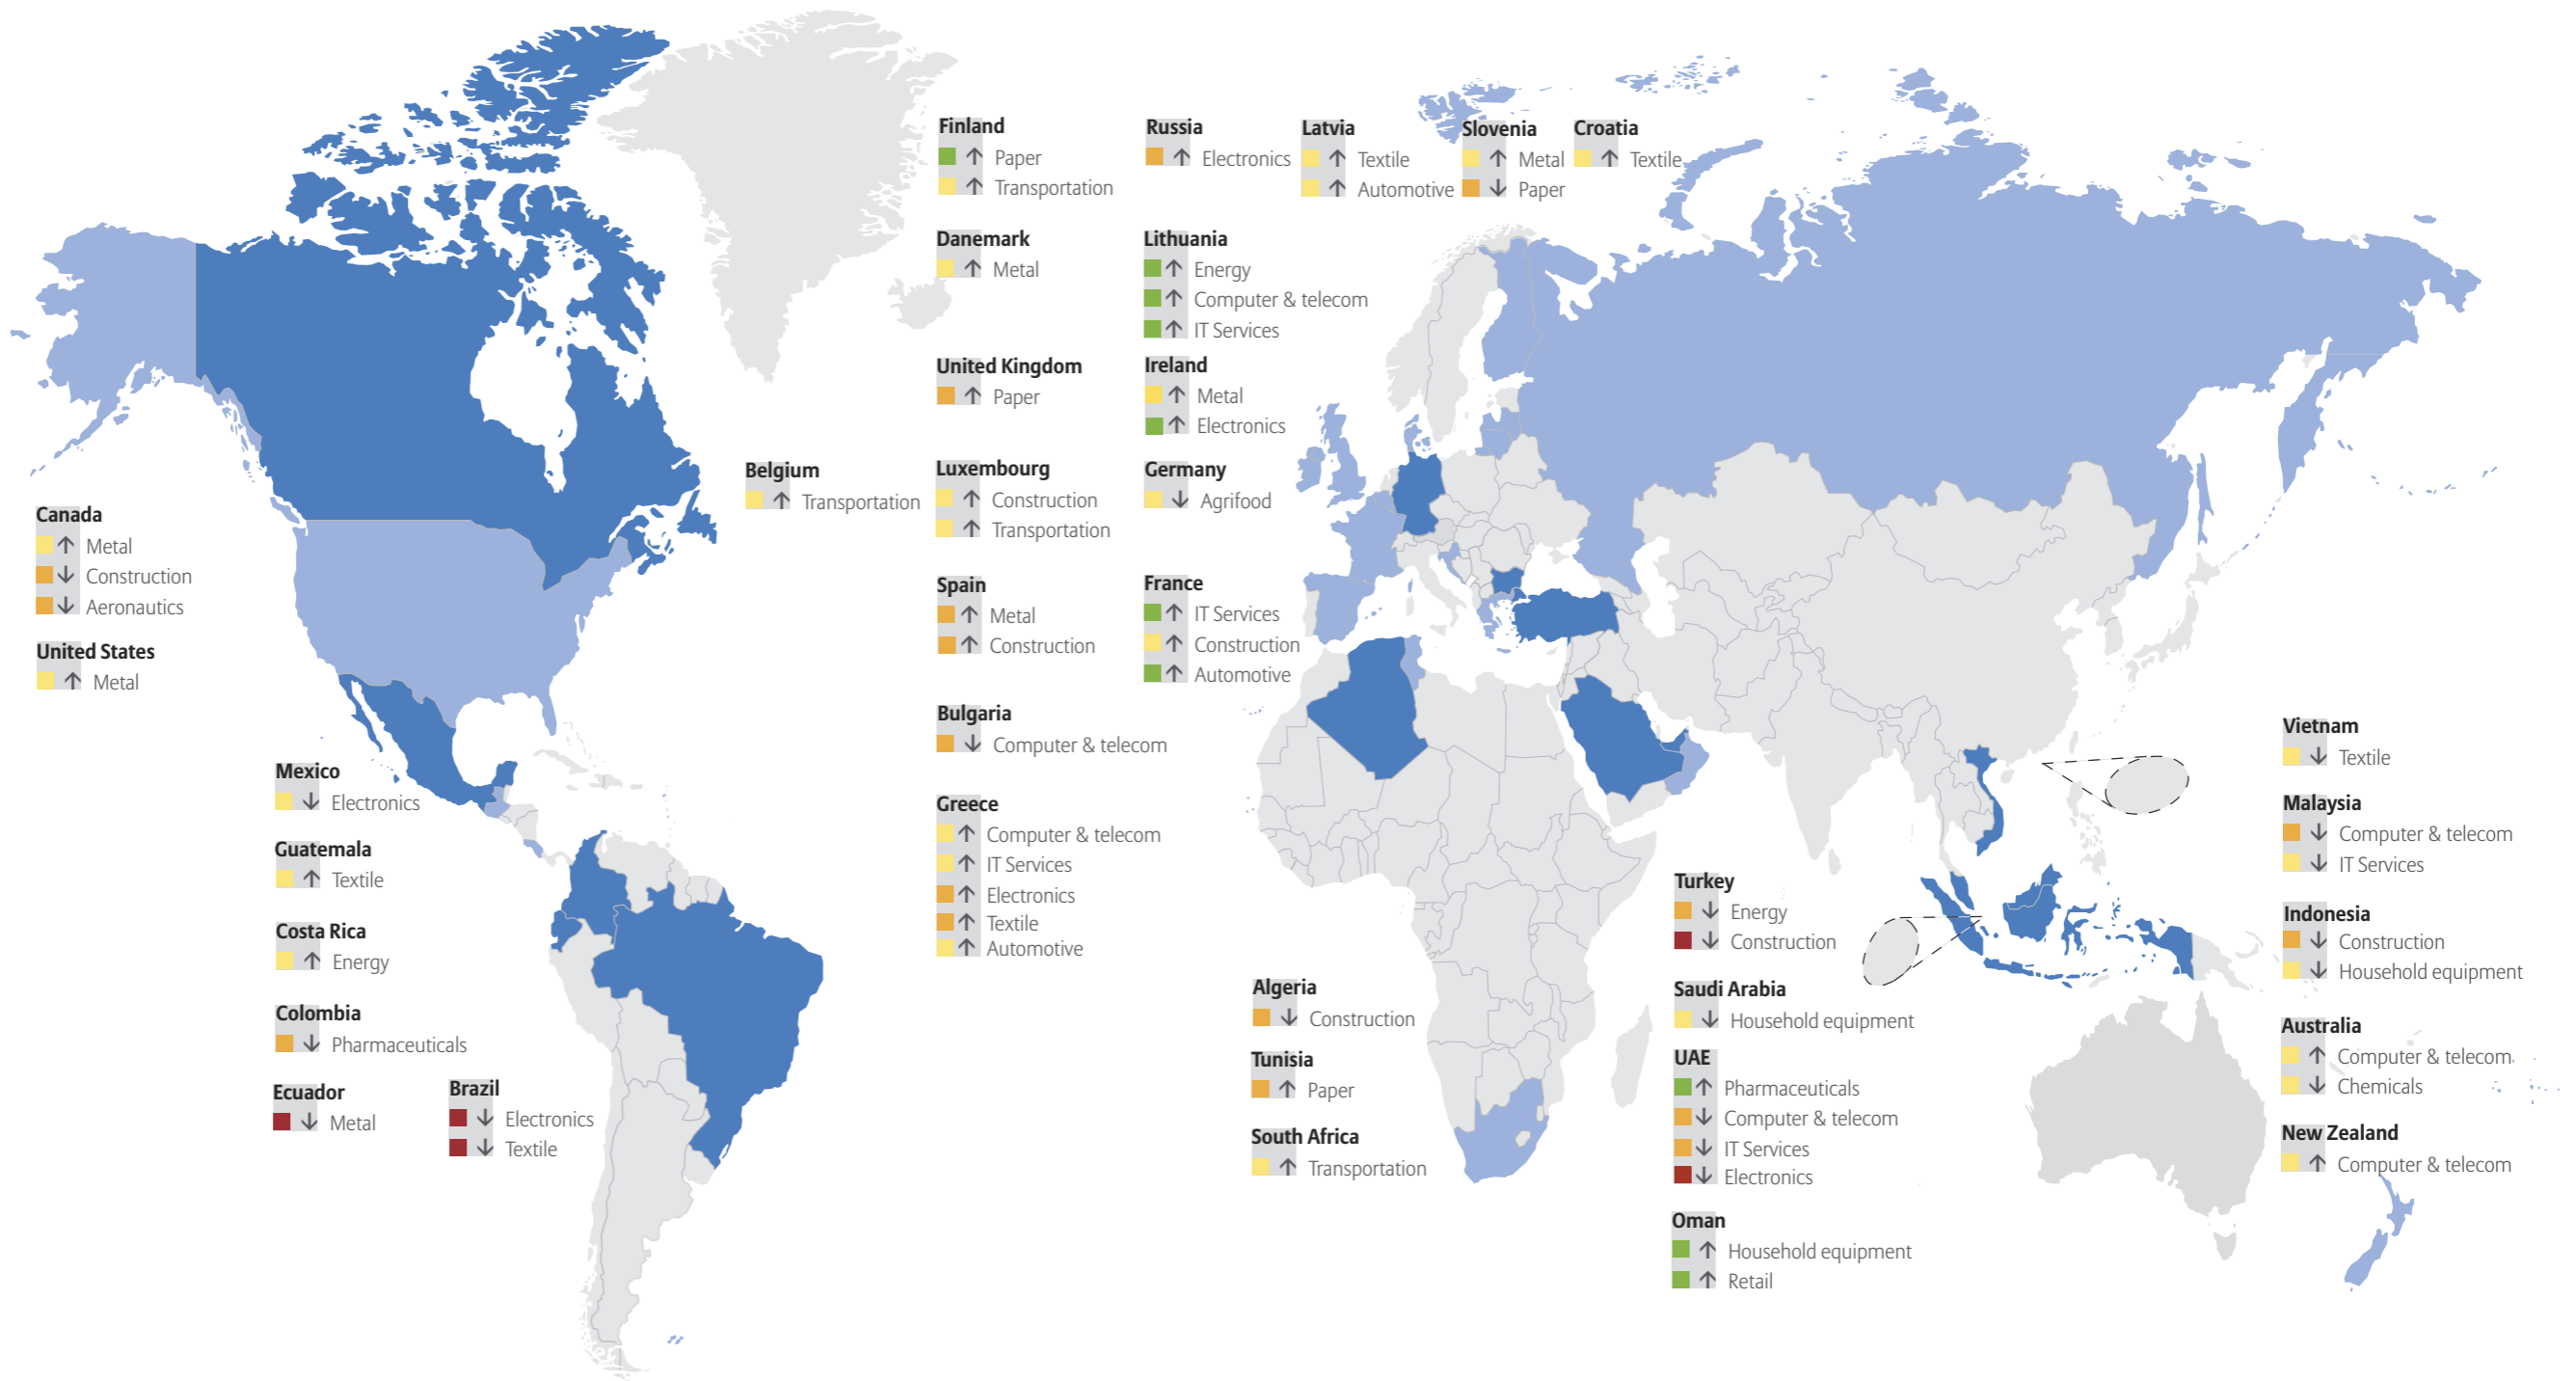 Finland
Paper
Transportation
Russia
Electronics
Latvia
Textile
Automotive
Slovenia
Metal
Paper
Croatia
Textile
Danemark
Metal
Lithuania
Energy
Computer & telecom
IT Services
United Kingdom
Paper
Ireland
Metal
Electronics
Belgium
Transportation
Luxembourg
Construction
Transportation
Germany
Agrifood
Canada
Metal
Construction
Aeronautics
United States
Metal
Spain
Metal
Construction
France
IT Services
Construction
Automotive
Bulgaria
Computer & telecom
Mexico
Electronics
Guatemala
Textile
Costa Rica
Energy
Colombia
Pharmaceuticals
Ecuador
Metal
Brazil
Electronics
Textile
Greece
Computer & telecom
IT Services
Electronics
Textile
Automotive
Algeria
Construction
Tunisia
Paper
South Africa
Transportation
Turkey
Energy
Construction
Saudi Arabia
Household equipment
UAE
Pharmaceuticals
Computer & telecom
IT Services
Electronics
Oman
Household equipment
Retail
Vietnam
Textile
Malaysia
Computer & telecom
IT Services
Indonesia
Construction
Household equipment
Australia
Computer & telecom
Chemicals
New Zealand
Computer & telecom